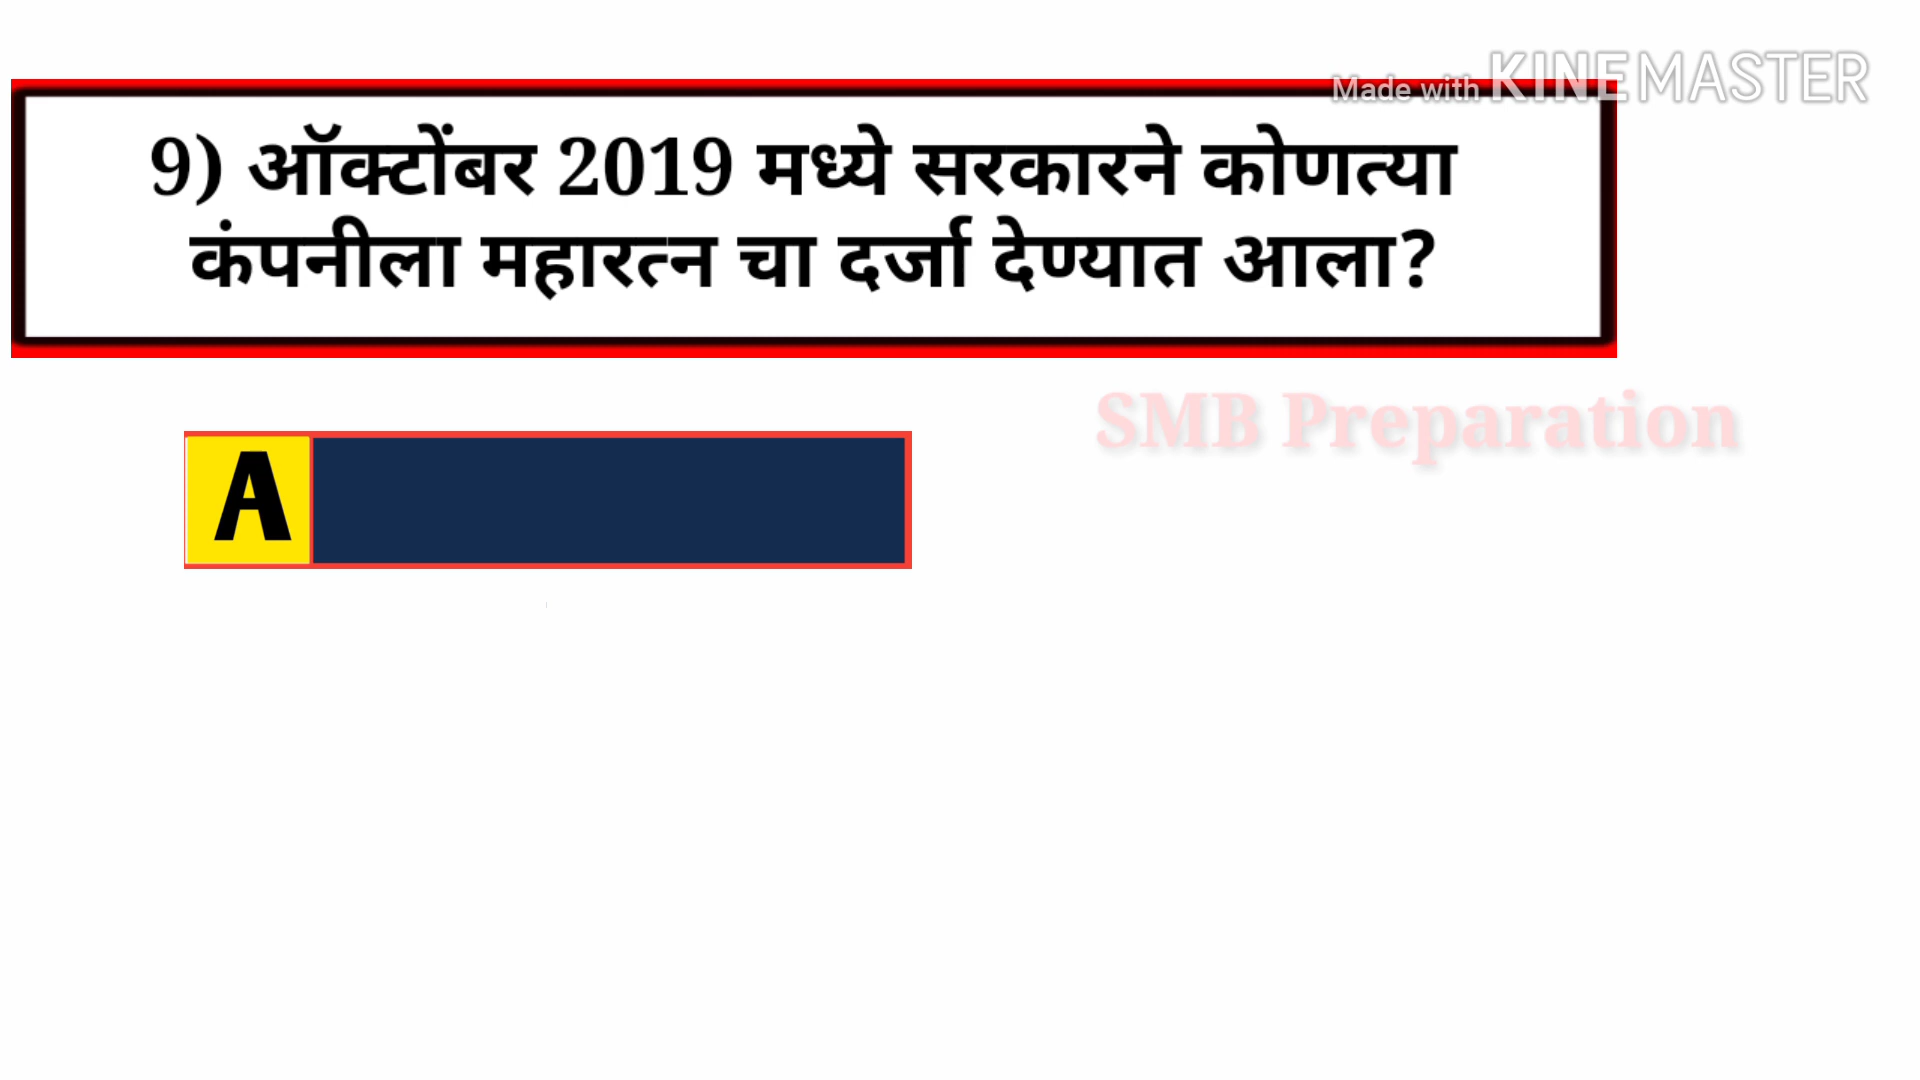 Made with KINEMASTER
9) ऑक्टोंबर 2019 मध्ये सरकारने कोणत्या
कंपनीला महारत्न चा दर्जा देण्यात आला?
SMB Preparation
A